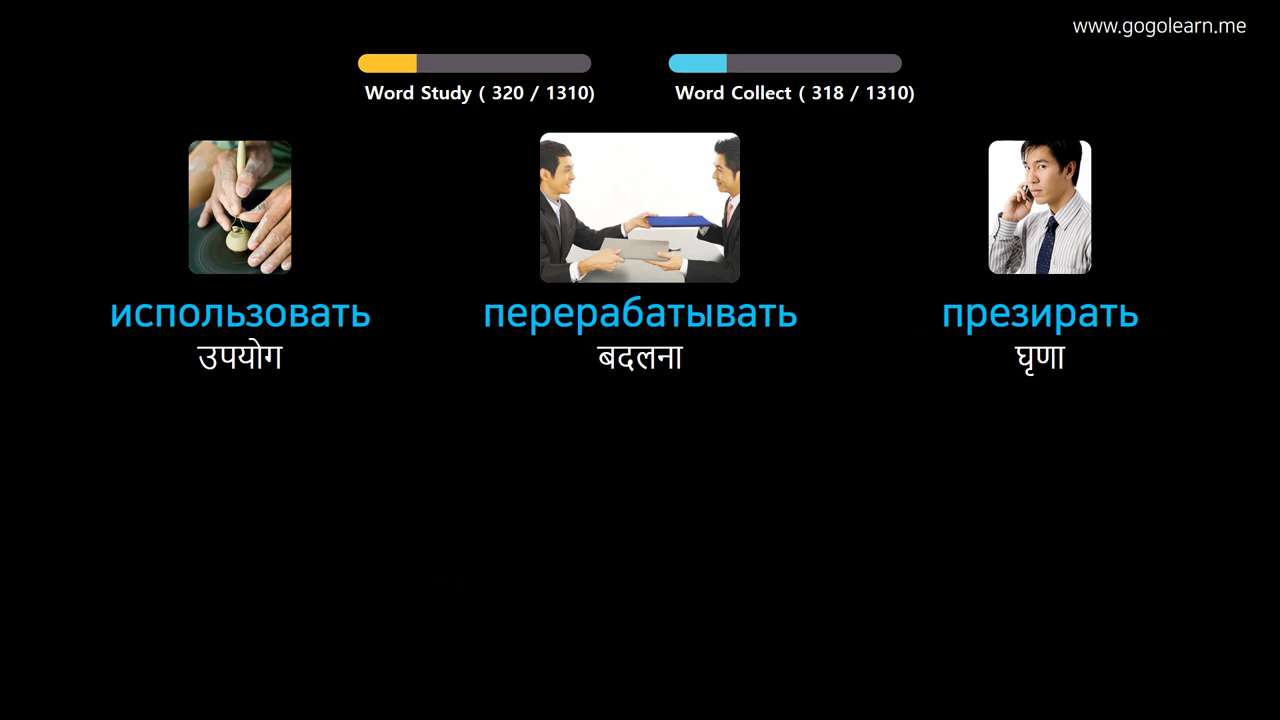 www.gogolearn.me
Word Study ( 320 / 1310)
Word Collect ( 318 / 1310)
использовать
उपयोग
перерабатывать
बदलना
презирать
घृणा